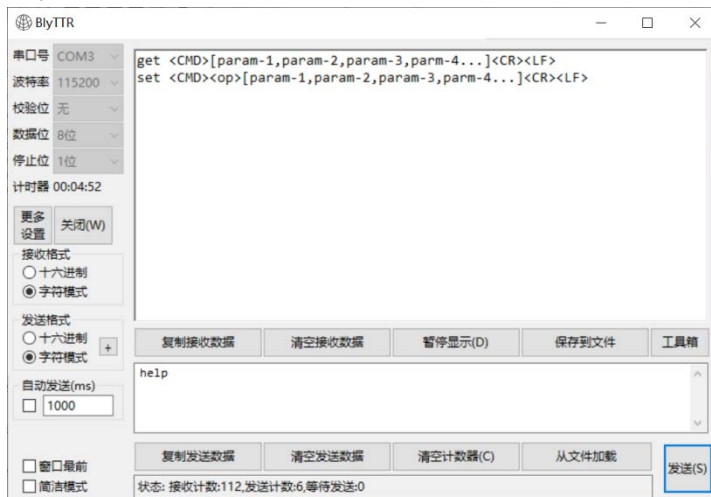 BlyTTR
串口号 COM3
波特率 115200
校验位 无
数据位 8位
停止位 1位
计时器 00:04:52
更多
设置
关闭(W)
接收格式
十六进制
字符模式
发送格式
十六进制
+
字符模式
自动发送(ms)
1000
窗口最前
简洁模式
get <CMD>[param-1,param-2,param-3,parm-4...]<CR><LF>
set <CMD><op>[param-1,param-2,param-3,parm-4...]<CR><LF>
复制接收数据 清空接收数据 暂停显示(D) 保存到文件 工具箱
help
复制发送数据 清空发送数据 清空计数器(C) 从文件加载 发送(S)
状态: 接收计数:112,发送计数:6,等待发送:0